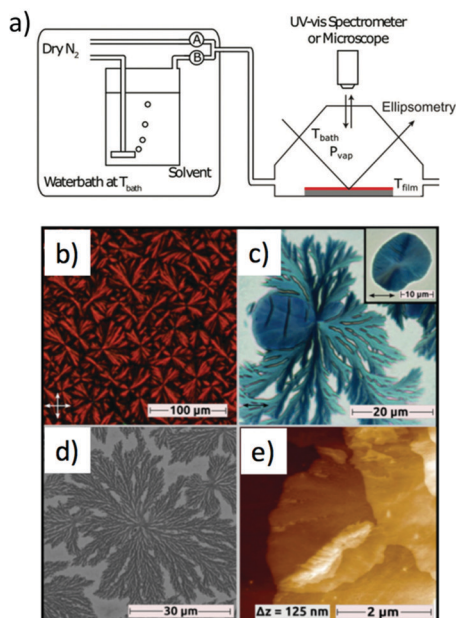 a)
UV-vis Spectrometer
or Microscope
Dry N2
A
B
Ellipsometry
Tbath
Pvap
Solvent
Waterbath at Tbath
Tfilm
b)
100 µm
c)
10 µm
20 µm
d)
30 µm
e)
Δz = 125 nm
2 µm